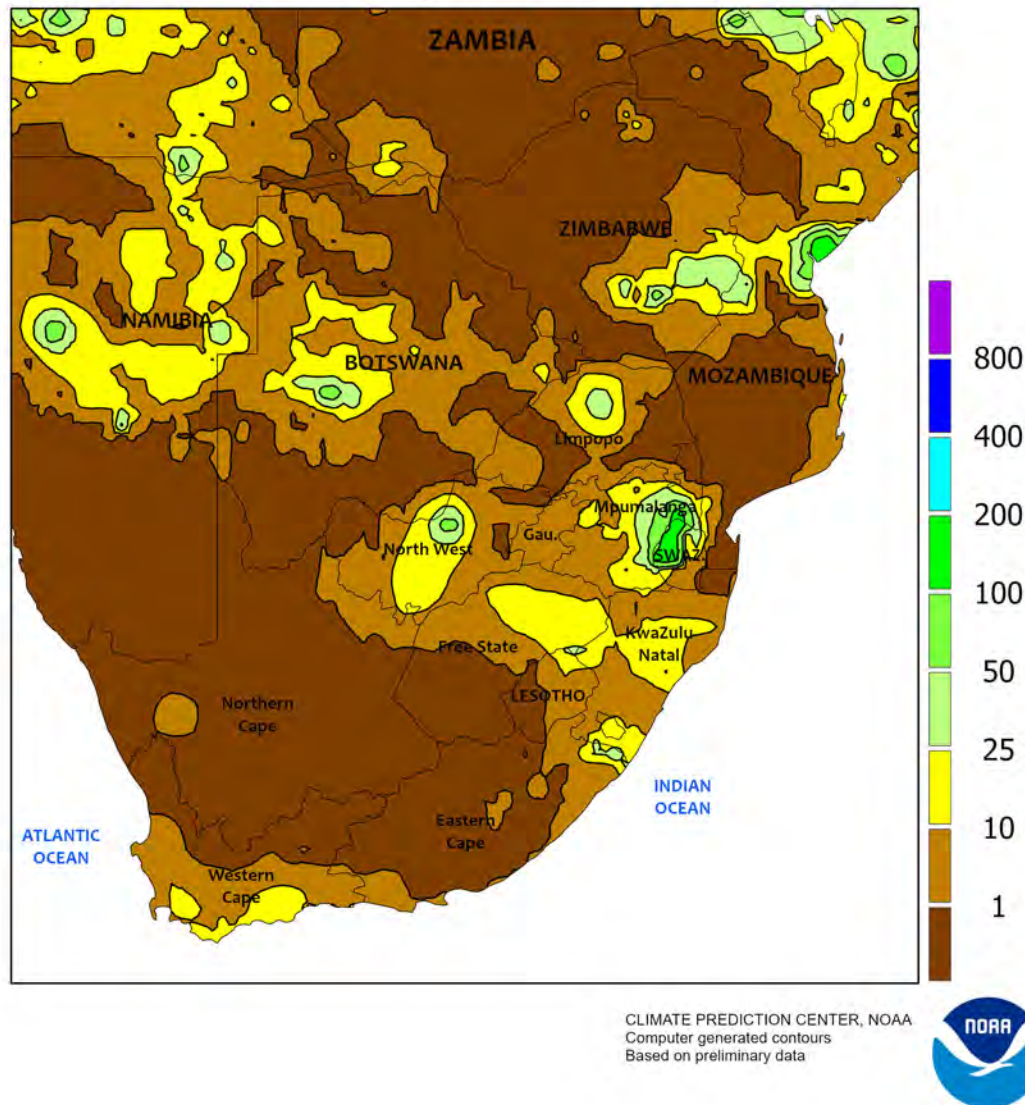 ZAMBIA
ZIMBABWE
NAMIBIA
BOTSWANA
MOZAMBIQUE
Limpopo
Mpumalanga
Gau.
North West
SWAZ.
KwaZulu
Natal
Free State
LESOTHO
Northern
Cape
INDIAN
OCEAN
Eastern
Cape
ATLANTIC
OCEAN
Western
Cape
800
400
200
100
50
25
10
1
CLIMATE PREDICTION CENTER, NOAA
Computer generated contours
Based on preliminary data
NOAA